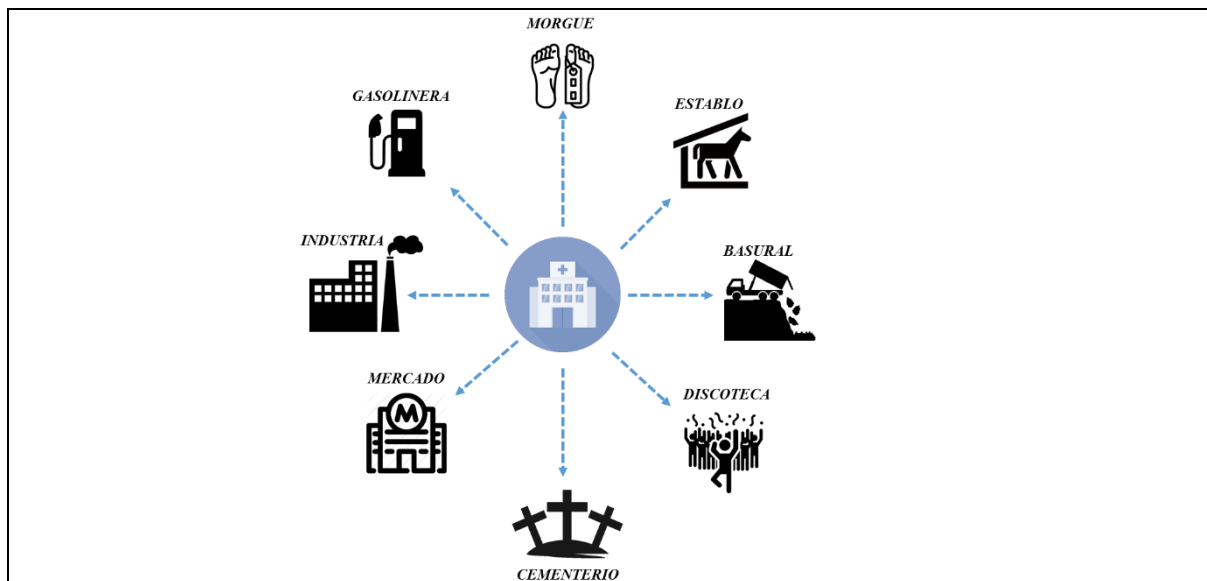 MORGUE
GASOLINERA
ESTABLO
INDUSTRIA
BASURAL
MERCADO
M
DISCOTECA
CEMENTERIO